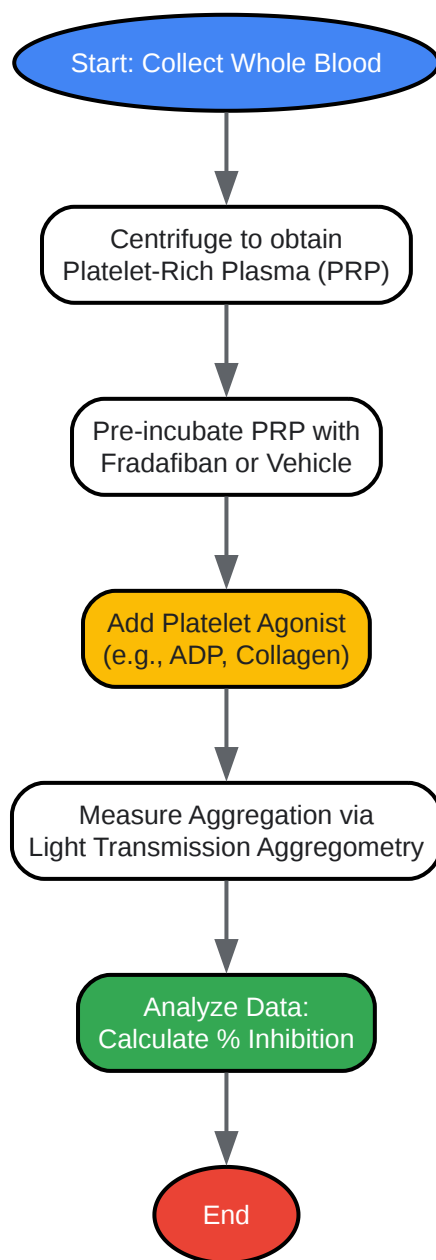 Start: Collect Whole Blood
Centrifuge to obtain
Platelet-Rich Plasma (PRP)
Pre-incubate PRP with
Fradafiban or Vehicle
Add Platelet Agonist
(e.g., ADP, Collagen)
Measure Aggregation via
Light Transmission Aggregometry
Analyze Data:
Calculate % Inhibition
End